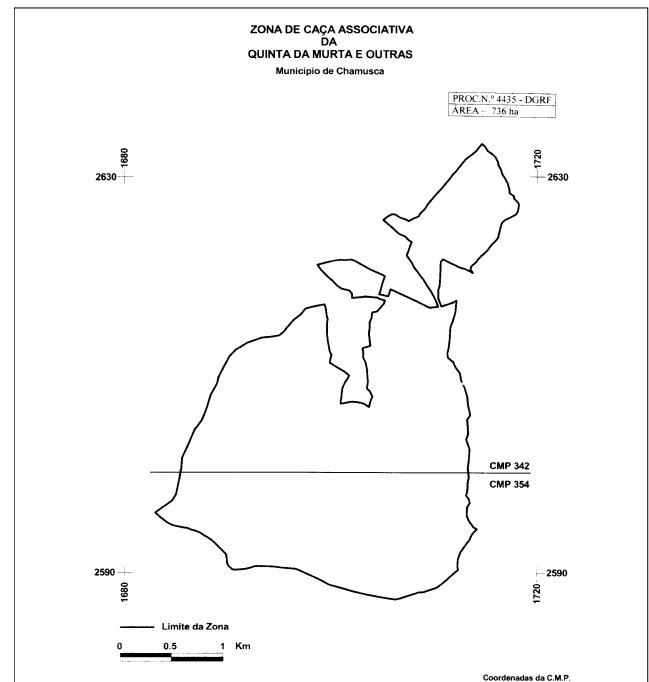 ZONA DE CAÇA ASSOCIATIVA
DA
QUINTA DA MURTA E OUTRAS
Municipio de Chamusca
PROC.N.º 4435 - DGRF
AREA - 736 ha
1680
1720
2630
2630
CMP 342
CMP 354
2590
2590
1680
1720
Limite da Zona
0 0.5 1 Km
Coordenadas da C.M.P.